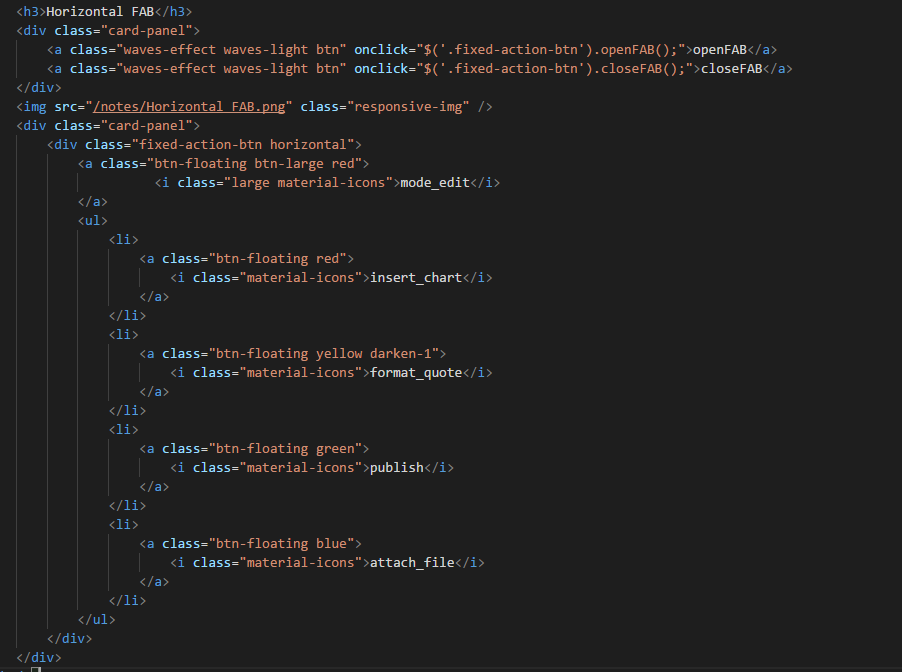 <h3>Horizontal FAB</h3>
<div class="card-panel">
    <a class="waves-effect waves-light btn" onclick="$('.fixed-action-btn').openFAB();">openFAB</a>
    <a class="waves-effect waves-light btn" onclick="$('.fixed-action-btn').closeFAB();">closeFAB</a>
</div>
<img src="/notes/Horizontal FAB.png" class="responsive-img" />
<div class="card-panel">
    <div class="fixed-action-btn horizontal">
        <a class="btn-floating btn-large red">
                  <i class="large material-icons">mode_edit</i>
        </a>
        <ul>
            <li>
                <a class="btn-floating red">
                    <i class="material-icons">insert_chart</i>
                </a>
            </li>
            <li>
                <a class="btn-floating yellow darken-1">
                    <i class="material-icons">format_quote</i>
                </a>
            </li>
            <li>
                <a class="btn-floating green">
                    <i class="material-icons">publish</i>
                </a>
            </li>
            <li>
                <a class="btn-floating blue">
                    <i class="material-icons">attach_file</i>
                </a>
            </li>
        </ul>
    </div>
</div>